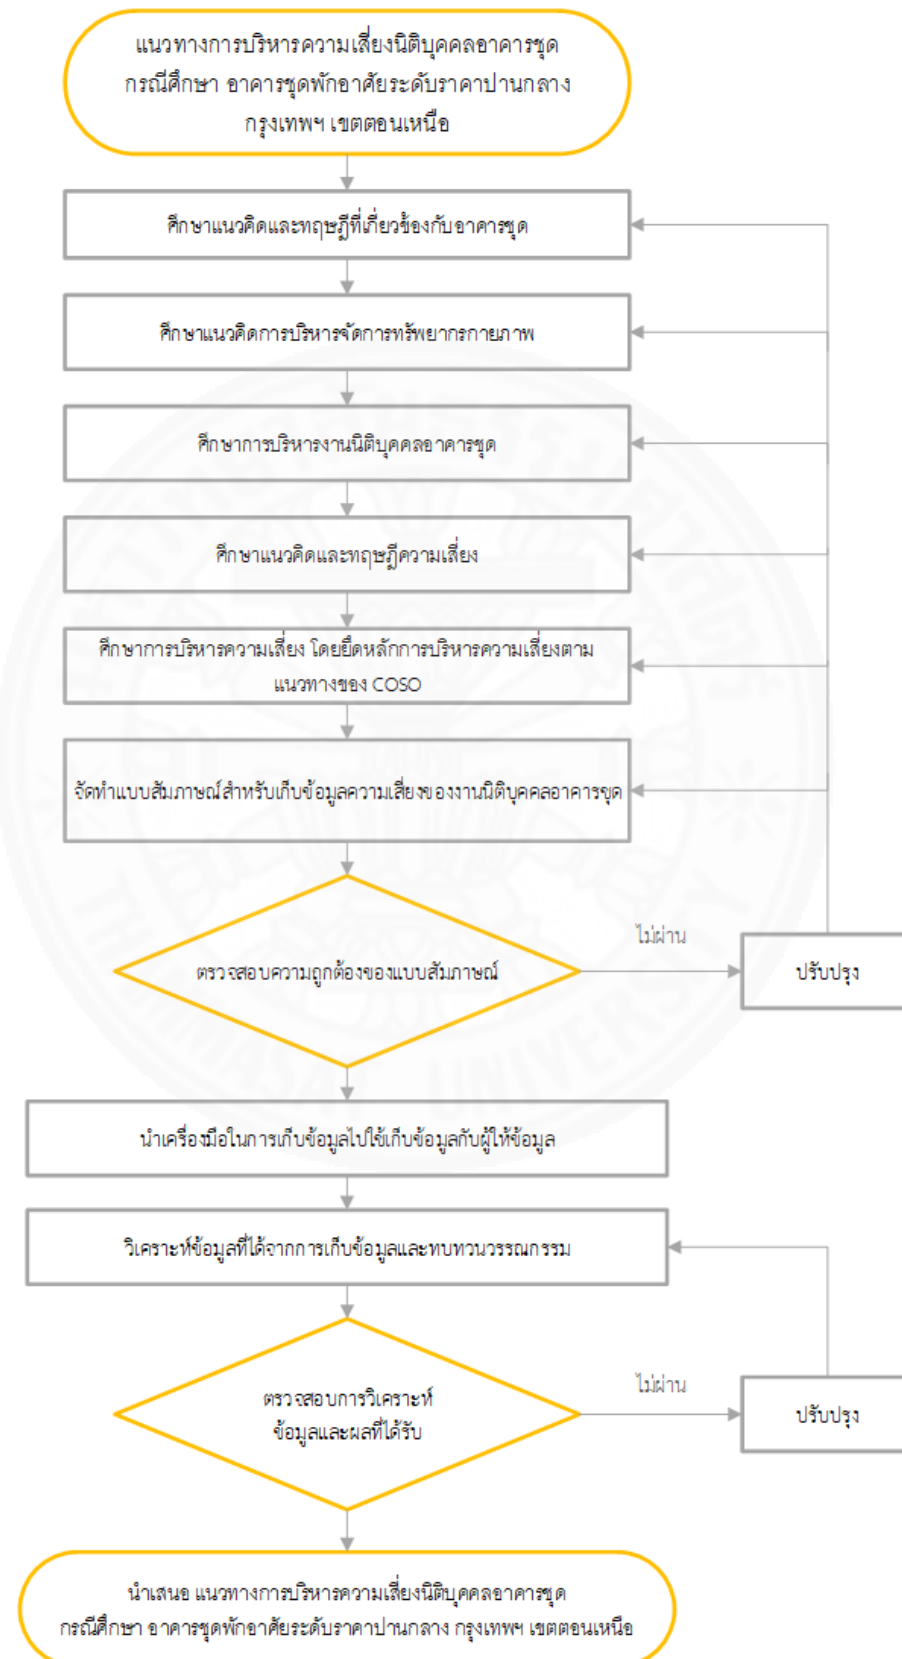 แนวทางการบริหารความเสี่ยงนิติบุคคลอาคารชุด
กรณีศึกษา อาคารชุดพักอาศัยระดับราคาปานกลาง
กรุงเทพฯ เขตตอนเหนือ
ศึกษาแนวคิดและทฤษฎีที่เกี่ยวข้องกับอาคารชุด
ศึกษาแนวคิดการบริหารจัดการทรัพยากรกายภาพ
ศึกษาการบริหารงานนิติบุคคลอาคารชุด
ศึกษาแนวคิดและทฤษฎีความเสี่ยง
ศึกษาการบริหารความเสี่ยง โดยยึดหลักการบริหารความเสี่ยงตาม
แนวทางของ COSO
จัดทำแบบสัมภาษณ์สำหรับเก็บข้อมูลความเสี่ยงของงานนิติบุคคลอาคารชุด
ไม่ผ่าน
ตรวจสอบความถูกต้องของแบบสัมภาษณ์
ปรับปรุง
นำเครื่องมือในการเก็บข้อมูลไปใช้เก็บข้อมูลกับผู้ให้ข้อมูล
วิเคราะห์ข้อมูลที่ได้จากการเก็บข้อมูลและทบทวนวรรณกรรม
ไม่ผ่าน
ตรวจสอบการวิเคราะห์
ข้อมูลและผลที่ได้รับ
ปรับปรุง
นำเสนอ แนวทางการบริหารความเสี่ยงนิติบุคคลอาคารชุด
กรณีศึกษา อาคารชุดพักอาศัยระดับราคาปานกลาง กรุงเทพฯ เขตตอนเหนือ
THAMMASAT UNIVERSITY